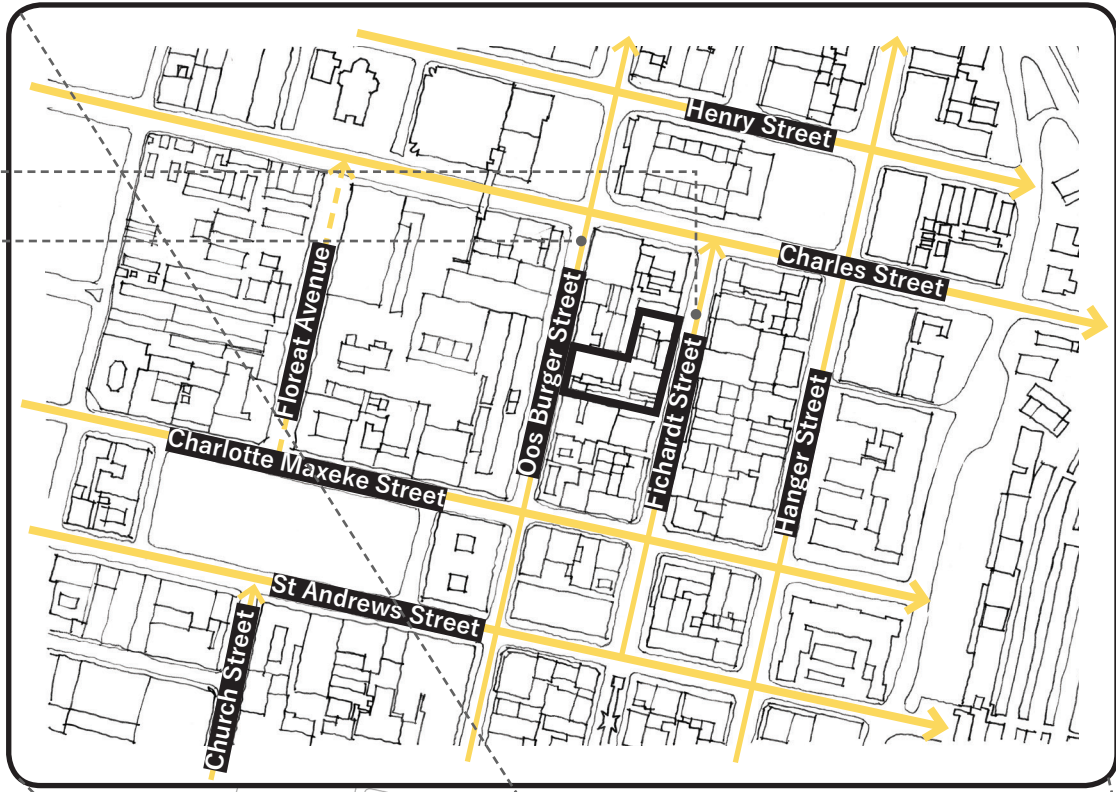 Henry Street
Charles Street
Floreat Avenue
Oos Burger Street
Fichardt Street
Hanger Street
Charlotte Maxeke Street
St Andrews Street
Church Street